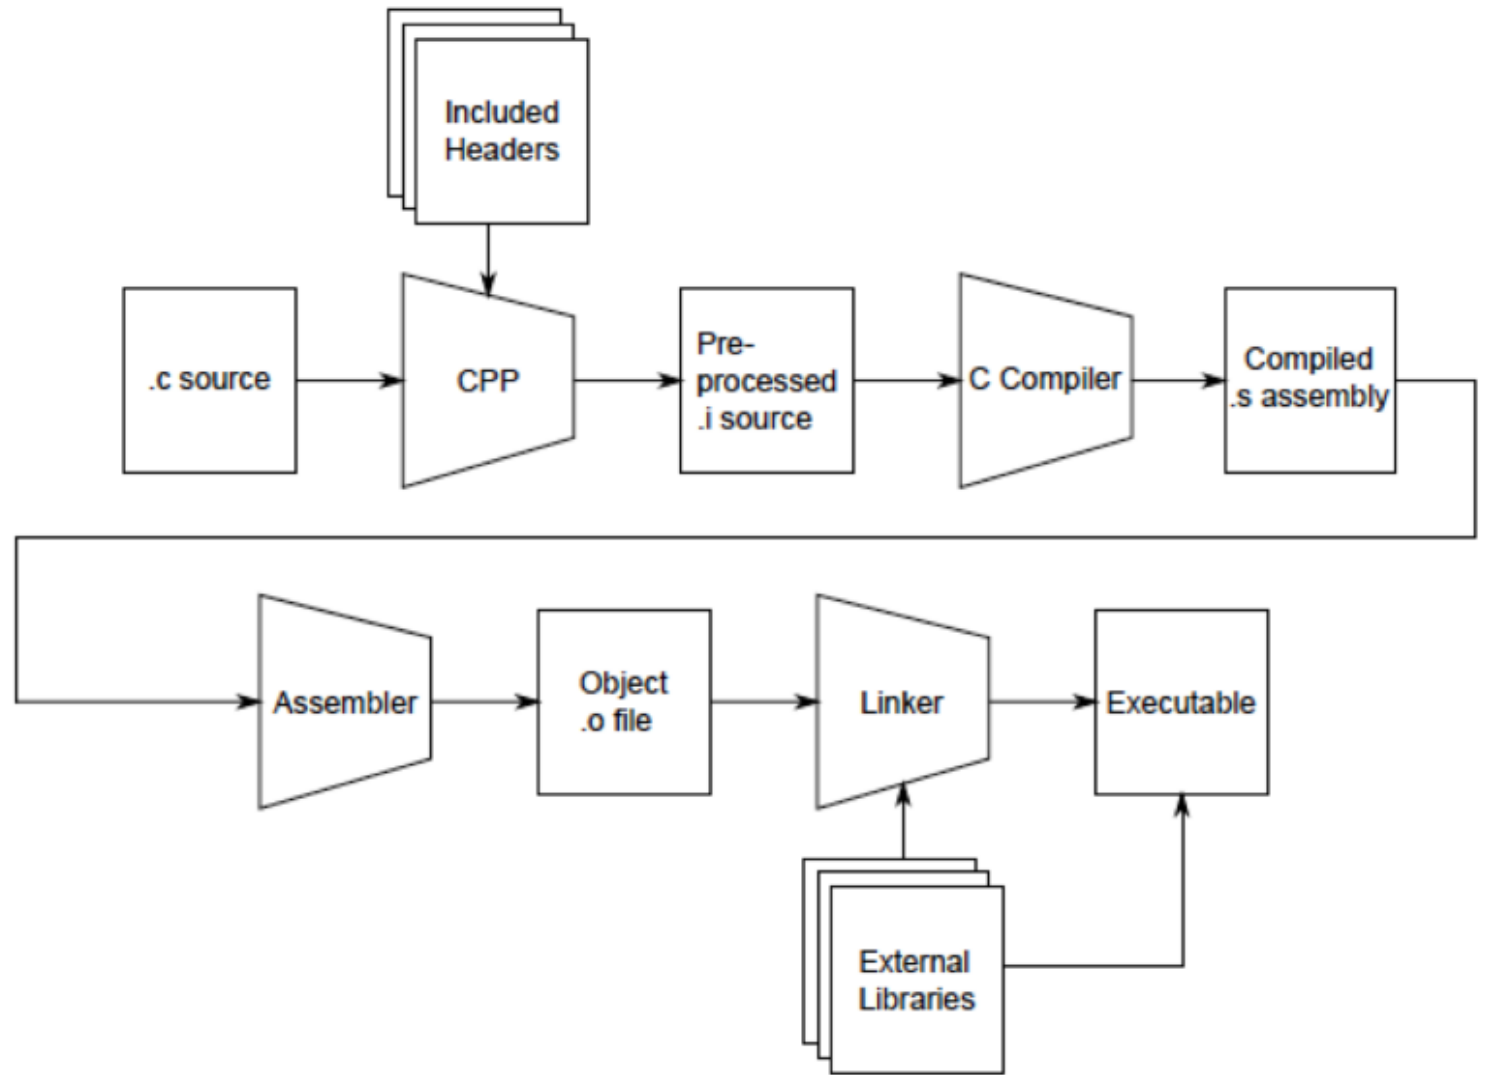 Included
Headers
.c source
CPP
Pre-
processed
.i source
C Compiler
Compiled
.s assembly
Assembler
Object
.o file
Linker
Executable
External
Libraries